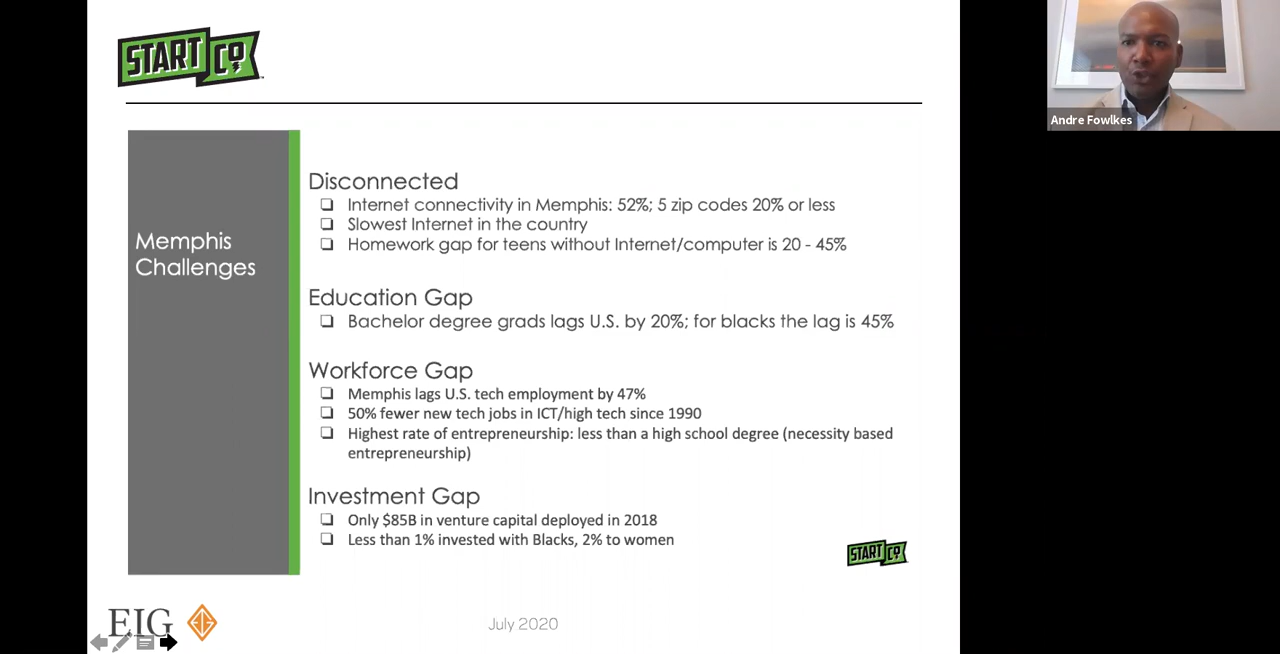 START CO
Andre Fowlkes
Memphis
Challenges
Disconnected
Internet connectivity in Memphis: 52%; 5 zip codes 20% or less
Slowest Internet in the country
Homework gap for teens without Internet/computer is 20 - 45%
Education Gap
Bachelor degree grads lags U.S. by 20%; for blacks the lag is 45%
Workforce Gap
Memphis lags U.S. tech employment by 47%
50% fewer new tech jobs in ICT/high tech since 1990
Highest rate of entrepreneurship: less than a high school degree (necessity based
entrepreneurship)
Investment Gap
Only $85B in venture capital deployed in 2018
Less than 1% invested with Blacks, 2% to women
START CO
EIG
July 2020